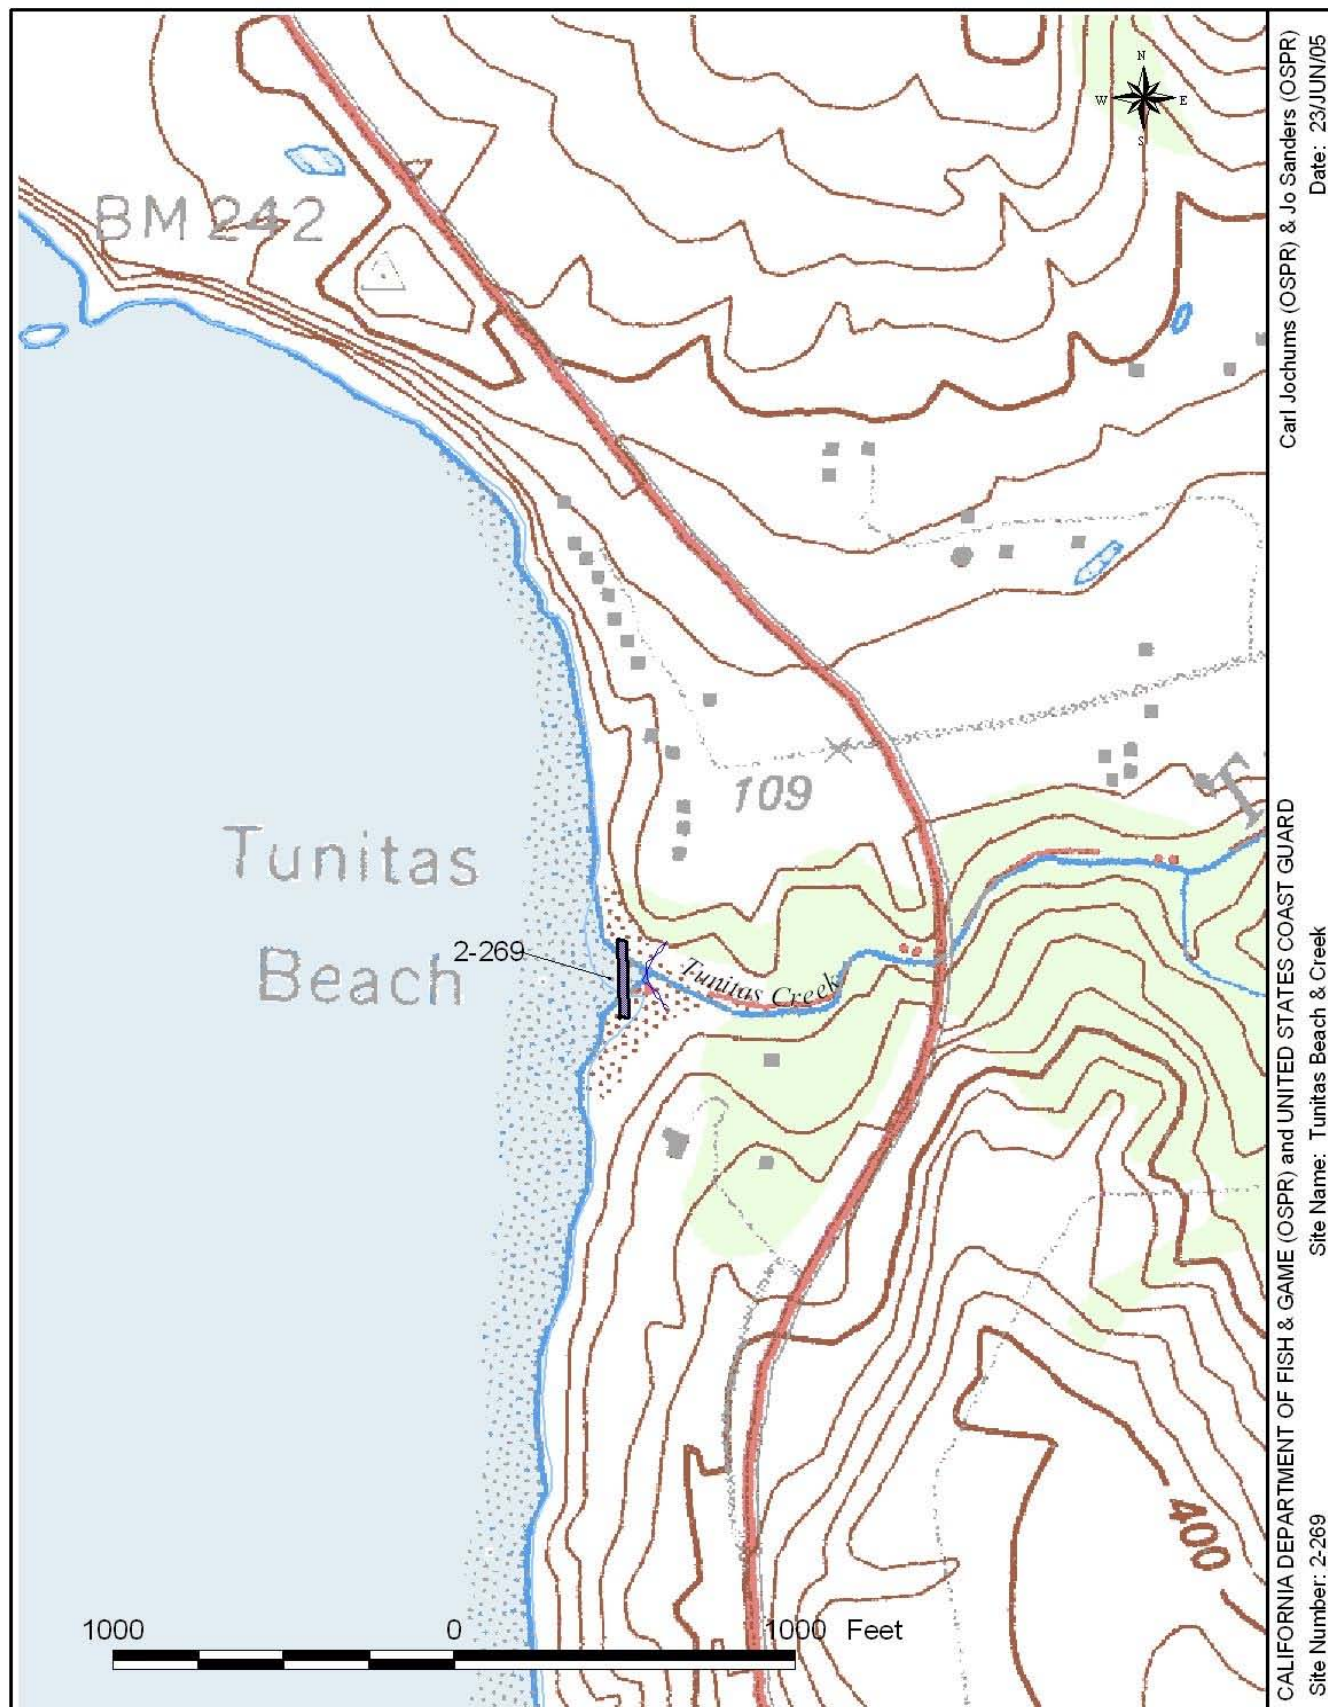 N
W E
S
BM 242
109
Tunitas
Beach
2-269
Tunitas Creek
T
400
1000 0 1000 Feet
CALIFORNIA DEPARTMENT OF FISH & GAME (OSPR) and UNITED STATES COAST GUARD
Carl Jochums (OSPR) & Jo Sanders (OSPR)
Site Number: 2-269
Site Name: Tunitas Beach & Creek
Date: 23/JUN/05